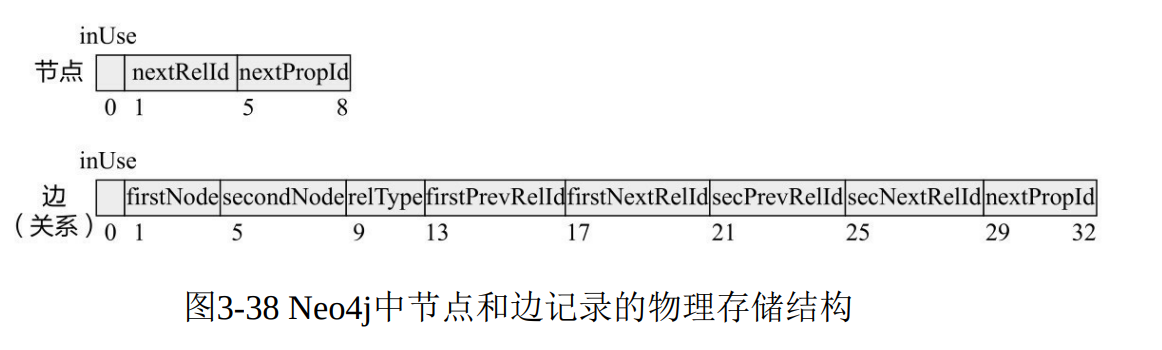 inUse
节点 nextRelId nextPropId
0 1 5 8
inUse
边 firstNode secondNode relType firstPrevRelId firstNextRelId secPrevRelId secNextRelId nextPropId
（关系） 0 1 5 9 13 17 21 25 29 32
图3-38 Neo4j中节点和边记录的物理存储结构